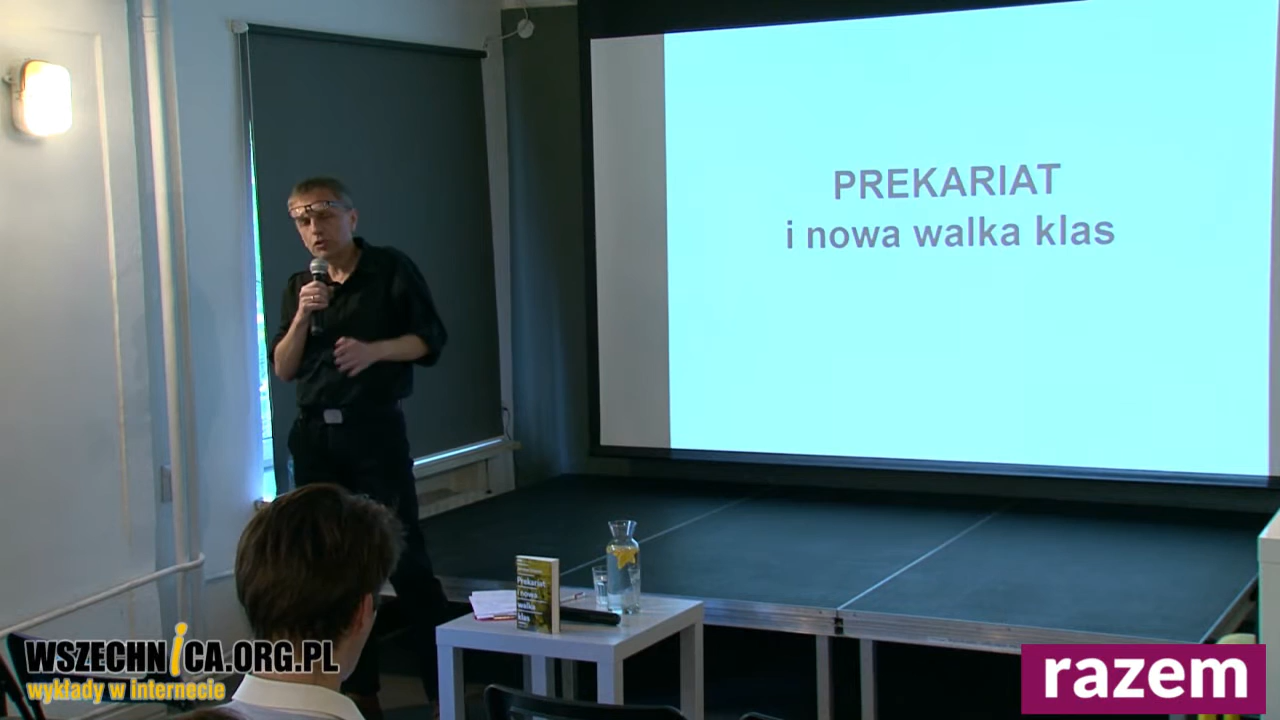 PREKARIAT
i nowa walka klas
Prekariat
i nowa
walka
klas
WSZECHNICA.ORG.PL
wykłady w internecie
razem